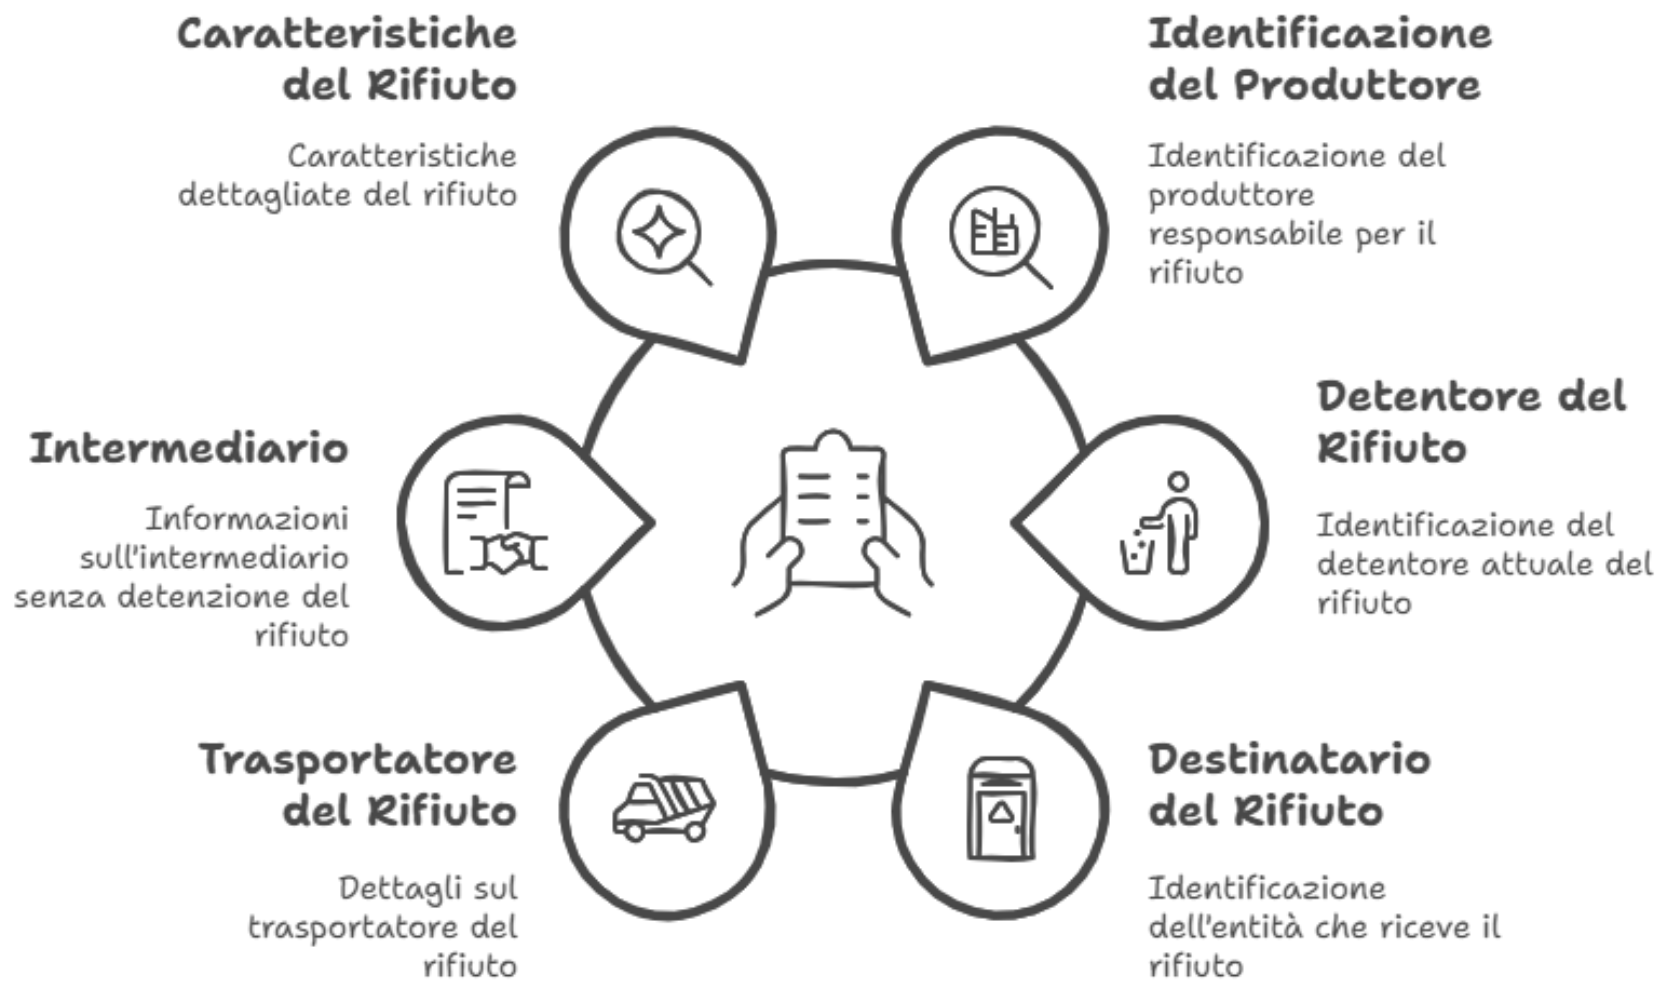 Caratteristiche
del Rifiuto
Caratteristiche
dettagliate del rifiuto
Identificazione
del Produttore
Identificazione del
produttore
responsabile per il
rifiuto
Intermediario
Informazioni
sull'intermediario
senza detenzione del
rifiuto
Detentore del
Rifiuto
Identificazione del
detentore attuale del
rifiuto
Trasportatore
del Rifiuto
Dettagli sul
trasportatore del
rifiuto
Destinatario
del Rifiuto
Identificazione
dell'entità che riceve il
rifiuto